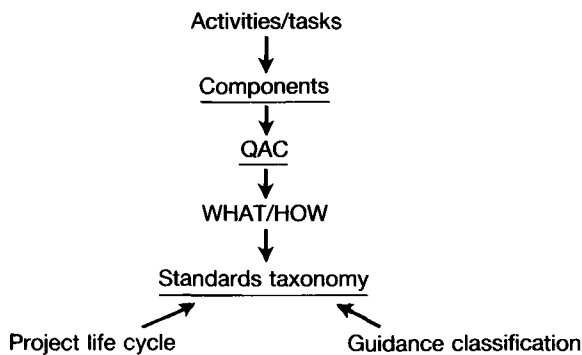 Activities/tasks
Components
QAC
WHAT/HOW
Standards taxonomy
Project life cycle
Guidance classification